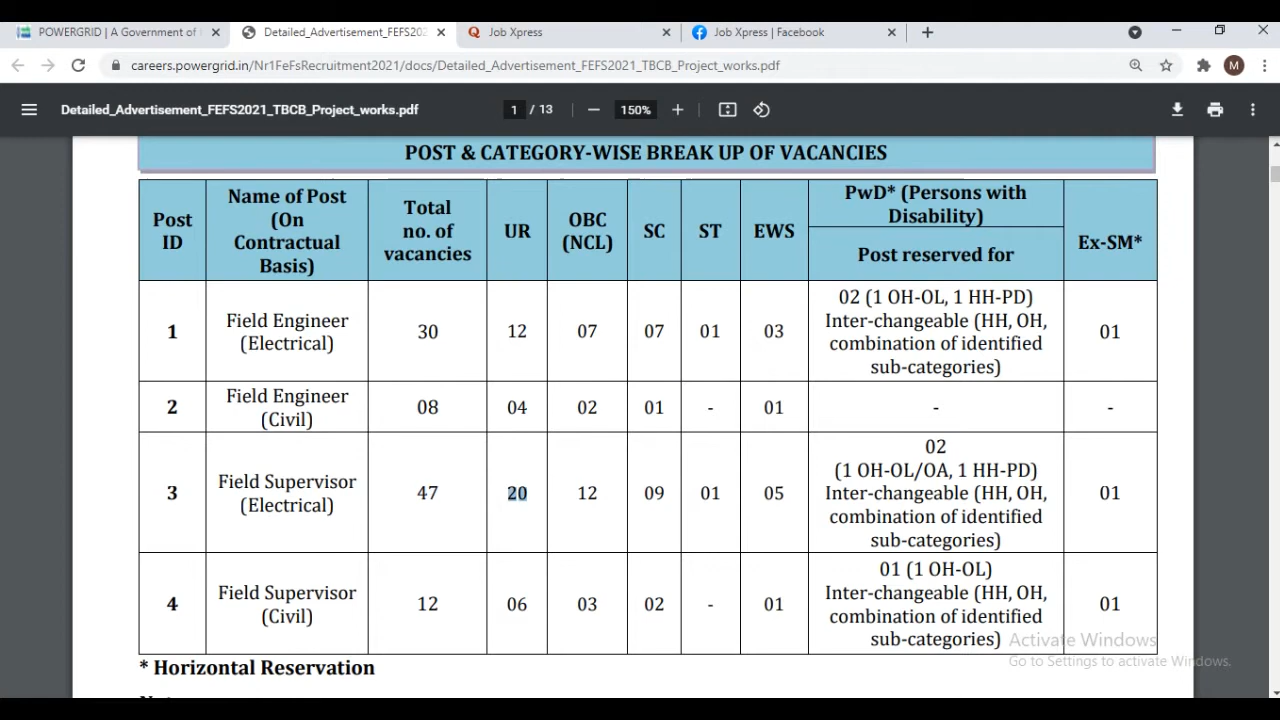 POWERGRID | A Government of
Detailed_Advertisement_FEFS202
Job Xpress
Job Xpress | Facebook
careers.powergrid.in/Nr1FeFsRecruitment2021/docs/Detailed_Advertisement_FEFS2021_TBCB_Project_works.pdf
M
Detailed_Advertisement_FEFS2021_TBCB_Project_works.pdf
1 / 13
150%
POST & CATEGORY-WISE BREAK UP OF VACANCIES
Post
ID
Name of Post
(On
Contractual
Basis)
Total
no. of
vacancies
UR
OBC
(NCL)
SC
ST
EWS
PwD* (Persons with
Disability)
Post reserved for
Ex-SM*
1
Field Engineer
(Electrical)
30
12
07
07
01
03
02 (1 OH-OL, 1 HH-PD)
Inter-changeable (HH, OH,
combination of identified
sub-categories)
01
2
Field Engineer
(Civil)
08
04
02
01
-
01
-
-
3
Field Supervisor
(Electrical)
47
20
12
09
01
05
02
(1 OH-OL/OA, 1 HH-PD)
Inter-changeable (HH, OH,
combination of identified
sub-categories)
01
4
Field Supervisor
(Civil)
12
06
03
02
-
01
01 (1 OH-OL)
Inter-changeable (HH, OH,
combination of identified
sub-categories)
01
* Horizontal Reservation
Activate Windows
Go to Settings to activate Windows.